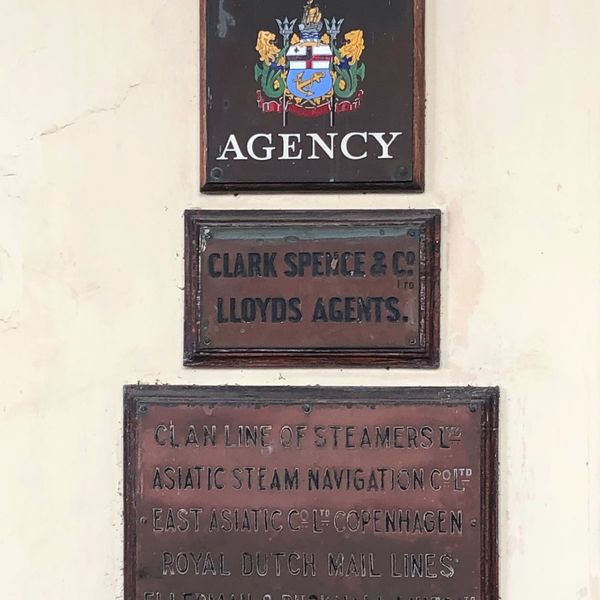 AGENCY
CLARK SPENCE & Cº
LTD
LLOYDS AGENTS.
CLAN LINE OF STEAMERS LTD
ASIATIC STEAM NAVIGATION Cº LTD
EAST ASIATIC Cº LTD COPENHAGEN
ROYAL DUTCH MAIL LINES
ELLERMAN &